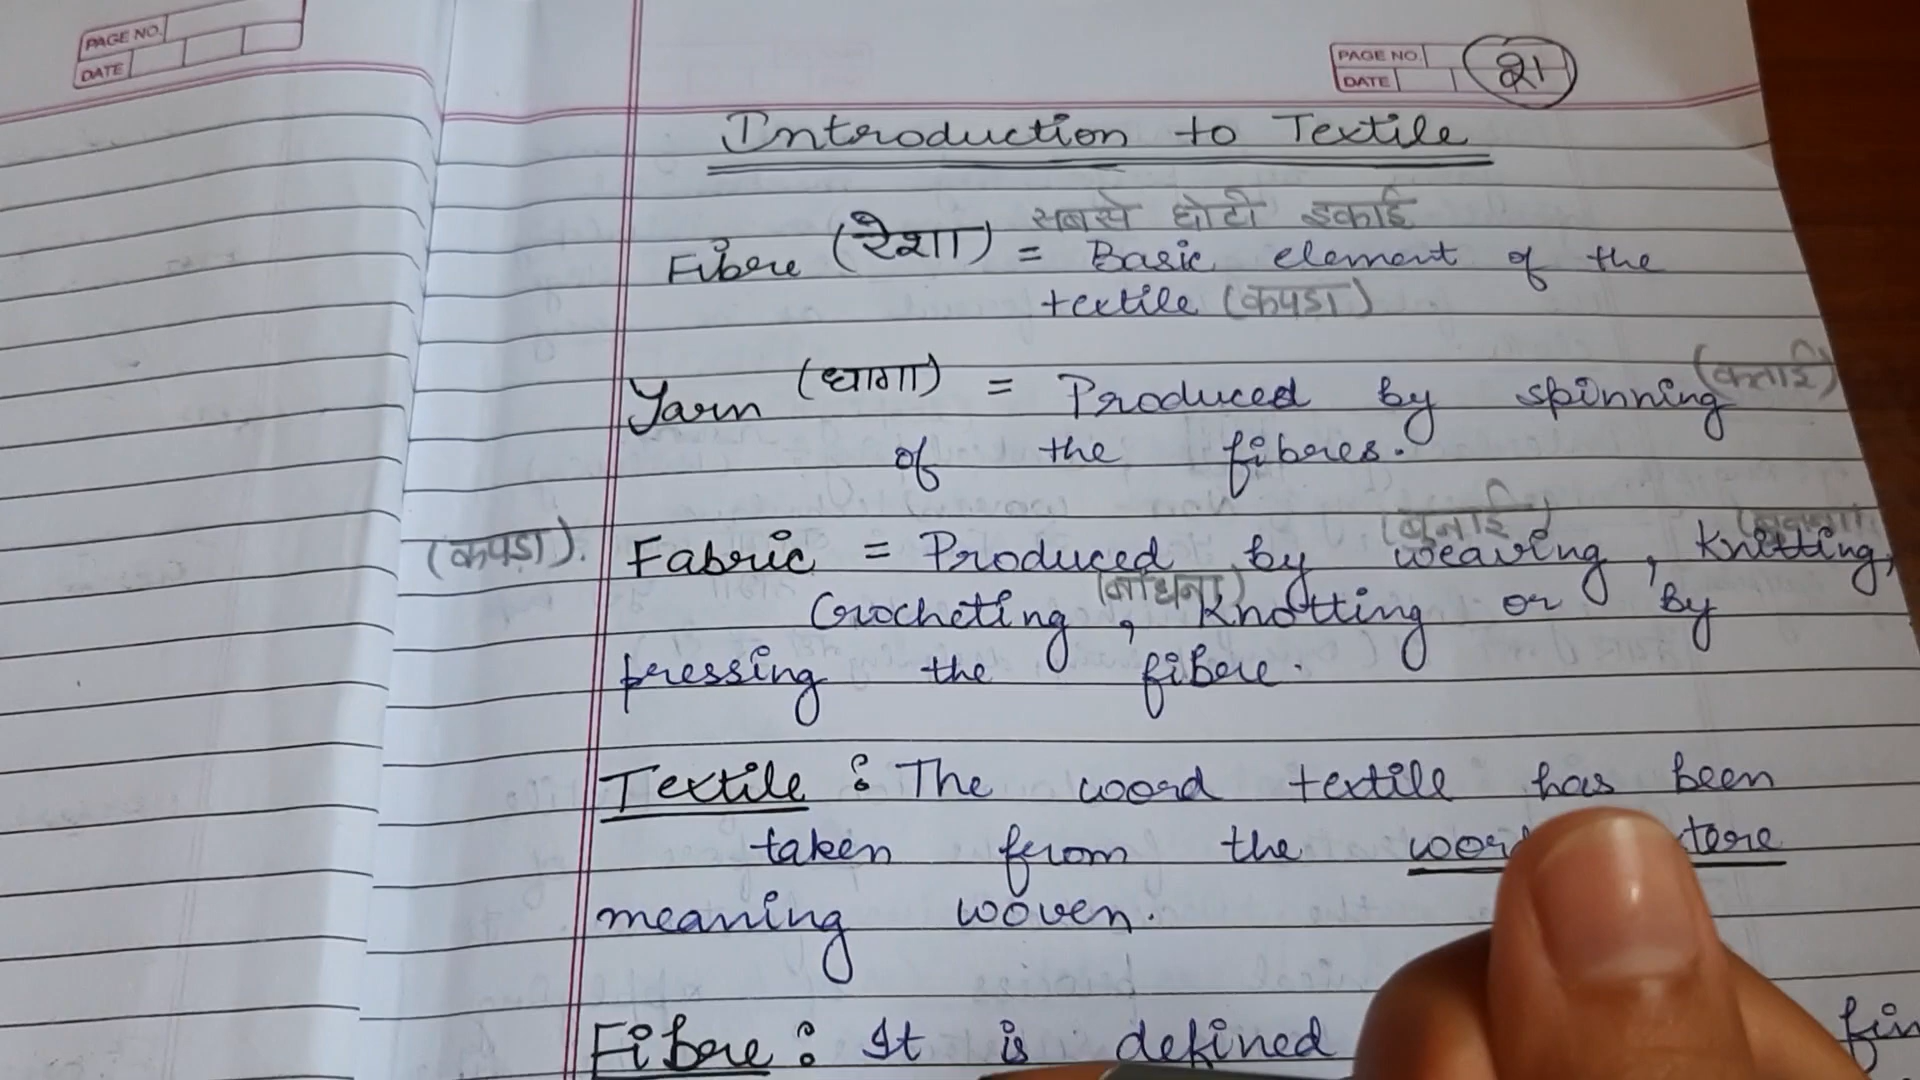 PAGE NO.
DATE
PAGE NO.
DATE
21
Introduction to Textile
सबसे छोटी इकाई
Fibre (रेशा) = Basic element of the
textile (कपडा)
(कताई)
Yarn (धागा) = Produced by spinning
of the fibres.
(बुनाई)
(कपड़ा). Fabric = Produced by weaving, Knitting,
(बांधना)
Crocheting, Knotting or by
pressing the fibre.
Textile : The word textile has been
taken from the
meaning woven.
Fibre : It is defined